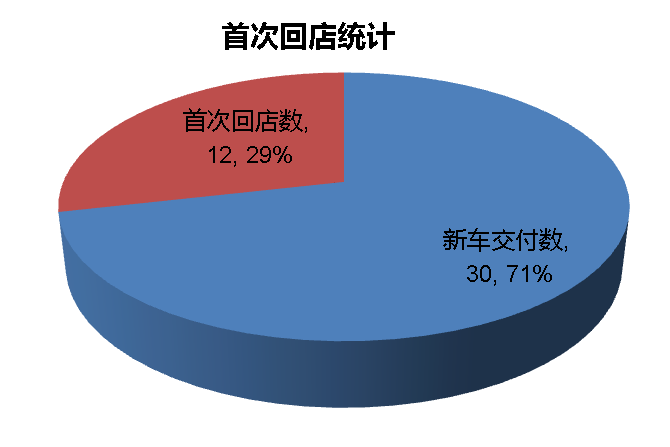 首次回店统计
首次回店数,
12, 29%
新车交付数,
30, 71%